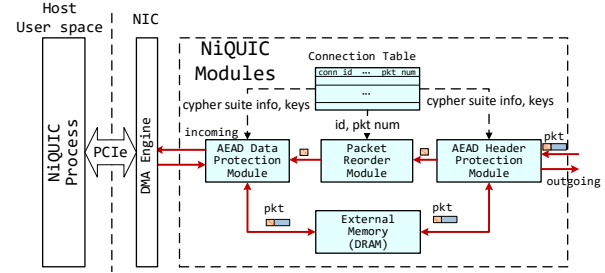 Host
User space
NIC
NiQUIC
Modules
Connection Table
conn id ... pkt num
...
cypher suite info, keys
cypher suite info, keys
id, pkt num
incoming
pkt
NiQUIC
Process
PCIe
DMA Engine
AEAD Data
Protection
Module
Packet
Reorder
Module
AEAD Header
Protection
Module
outgoing
pkt
pkt
External
Memory
(DRAM)